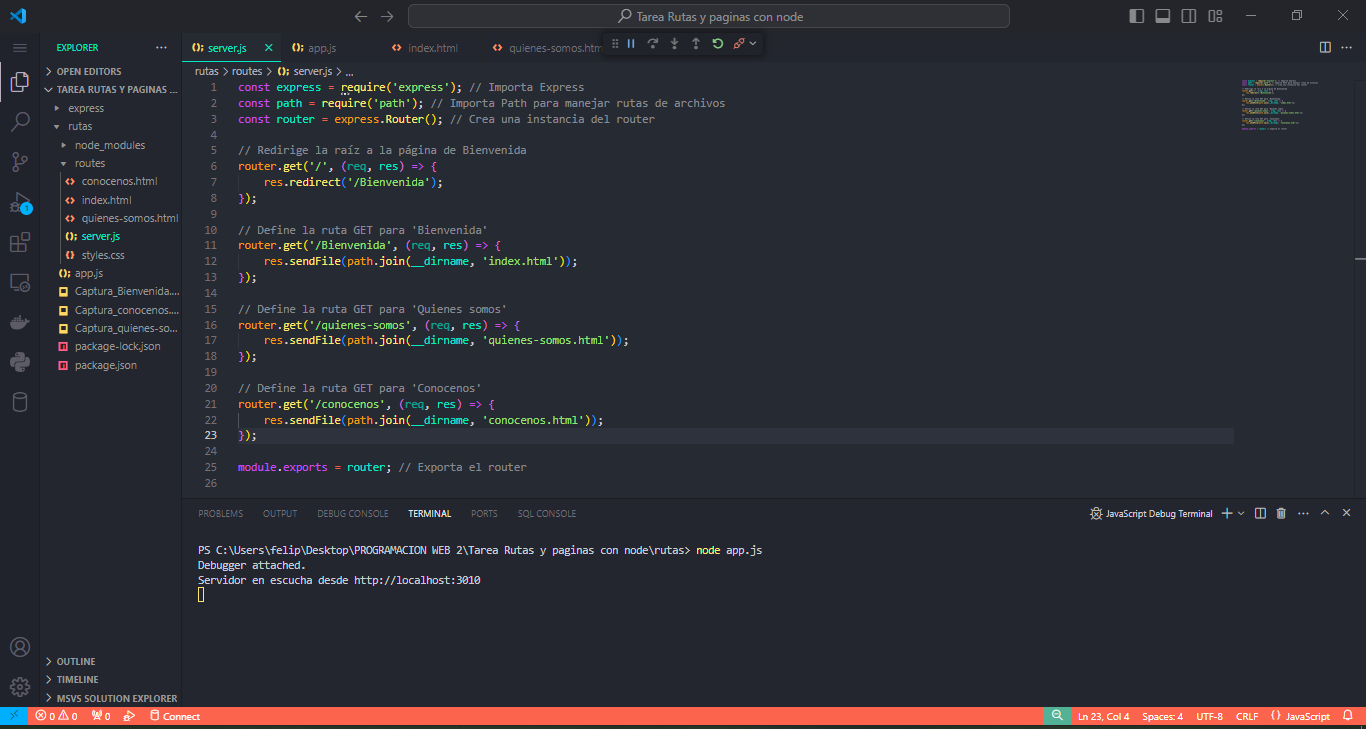 Tarea Rutas y paginas con node
EXPLORER
OPEN EDITORS
TAREA RUTAS Y PAGINAS ...
express
rutas
node_modules
routes
conocenos.html
index.html
quienes-somos.html
server.js
styles.css
app.js
Captura_Bienvenida....
Captura_conocenos....
Captura_quienes-so...
package-lock.json
package.json
OUTLINE
TIMELINE
MSVS SOLUTION EXPLORER
server.js app.js index.html quienes-somos.htm
rutas > routes > server.js > ...
1 const express = require('express'); // Importa Express
2 const path = require('path'); // Importa Path para manejar rutas de archivos
3 const router = express.Router(); // Crea una instancia del router
4
5 // Redirige la raíz a la página de Bienvenida
6 router.get('/', (req, res) => {
7 res.redirect('/Bienvenida');
8 });
9
10 // Define la ruta GET para 'Bienvenida'
11 router.get('/Bienvenida', (req, res) => {
12 res.sendFile(path.join(__dirname, 'index.html'));
13 });
14
15 // Define la ruta GET para 'Quienes somos'
16 router.get('/quienes-somos', (req, res) => {
17 res.sendFile(path.join(__dirname, 'quienes-somos.html'));
18 });
19
20 // Define la ruta GET para 'Conocenos'
21 router.get('/conocenos', (req, res) => {
22 res.sendFile(path.join(__dirname, 'conocenos.html'));
23 });
24
25 module.exports = router; // Exporta el router
26
PROBLEMS OUTPUT DEBUG CONSOLE TERMINAL PORTS SQL CONSOLE
JavaScript Debug Terminal
PS C:\Users\felip\Desktop\PROGRAMACION WEB 2\Tarea Rutas y paginas con node\rutas> node app.js
Debugger attached.
Servidor en escucha desde http://localhost:3010
0 0 0 Connect
Ln 23, Col 4 Spaces: 4 UTF-8 CRLF {} JavaScript